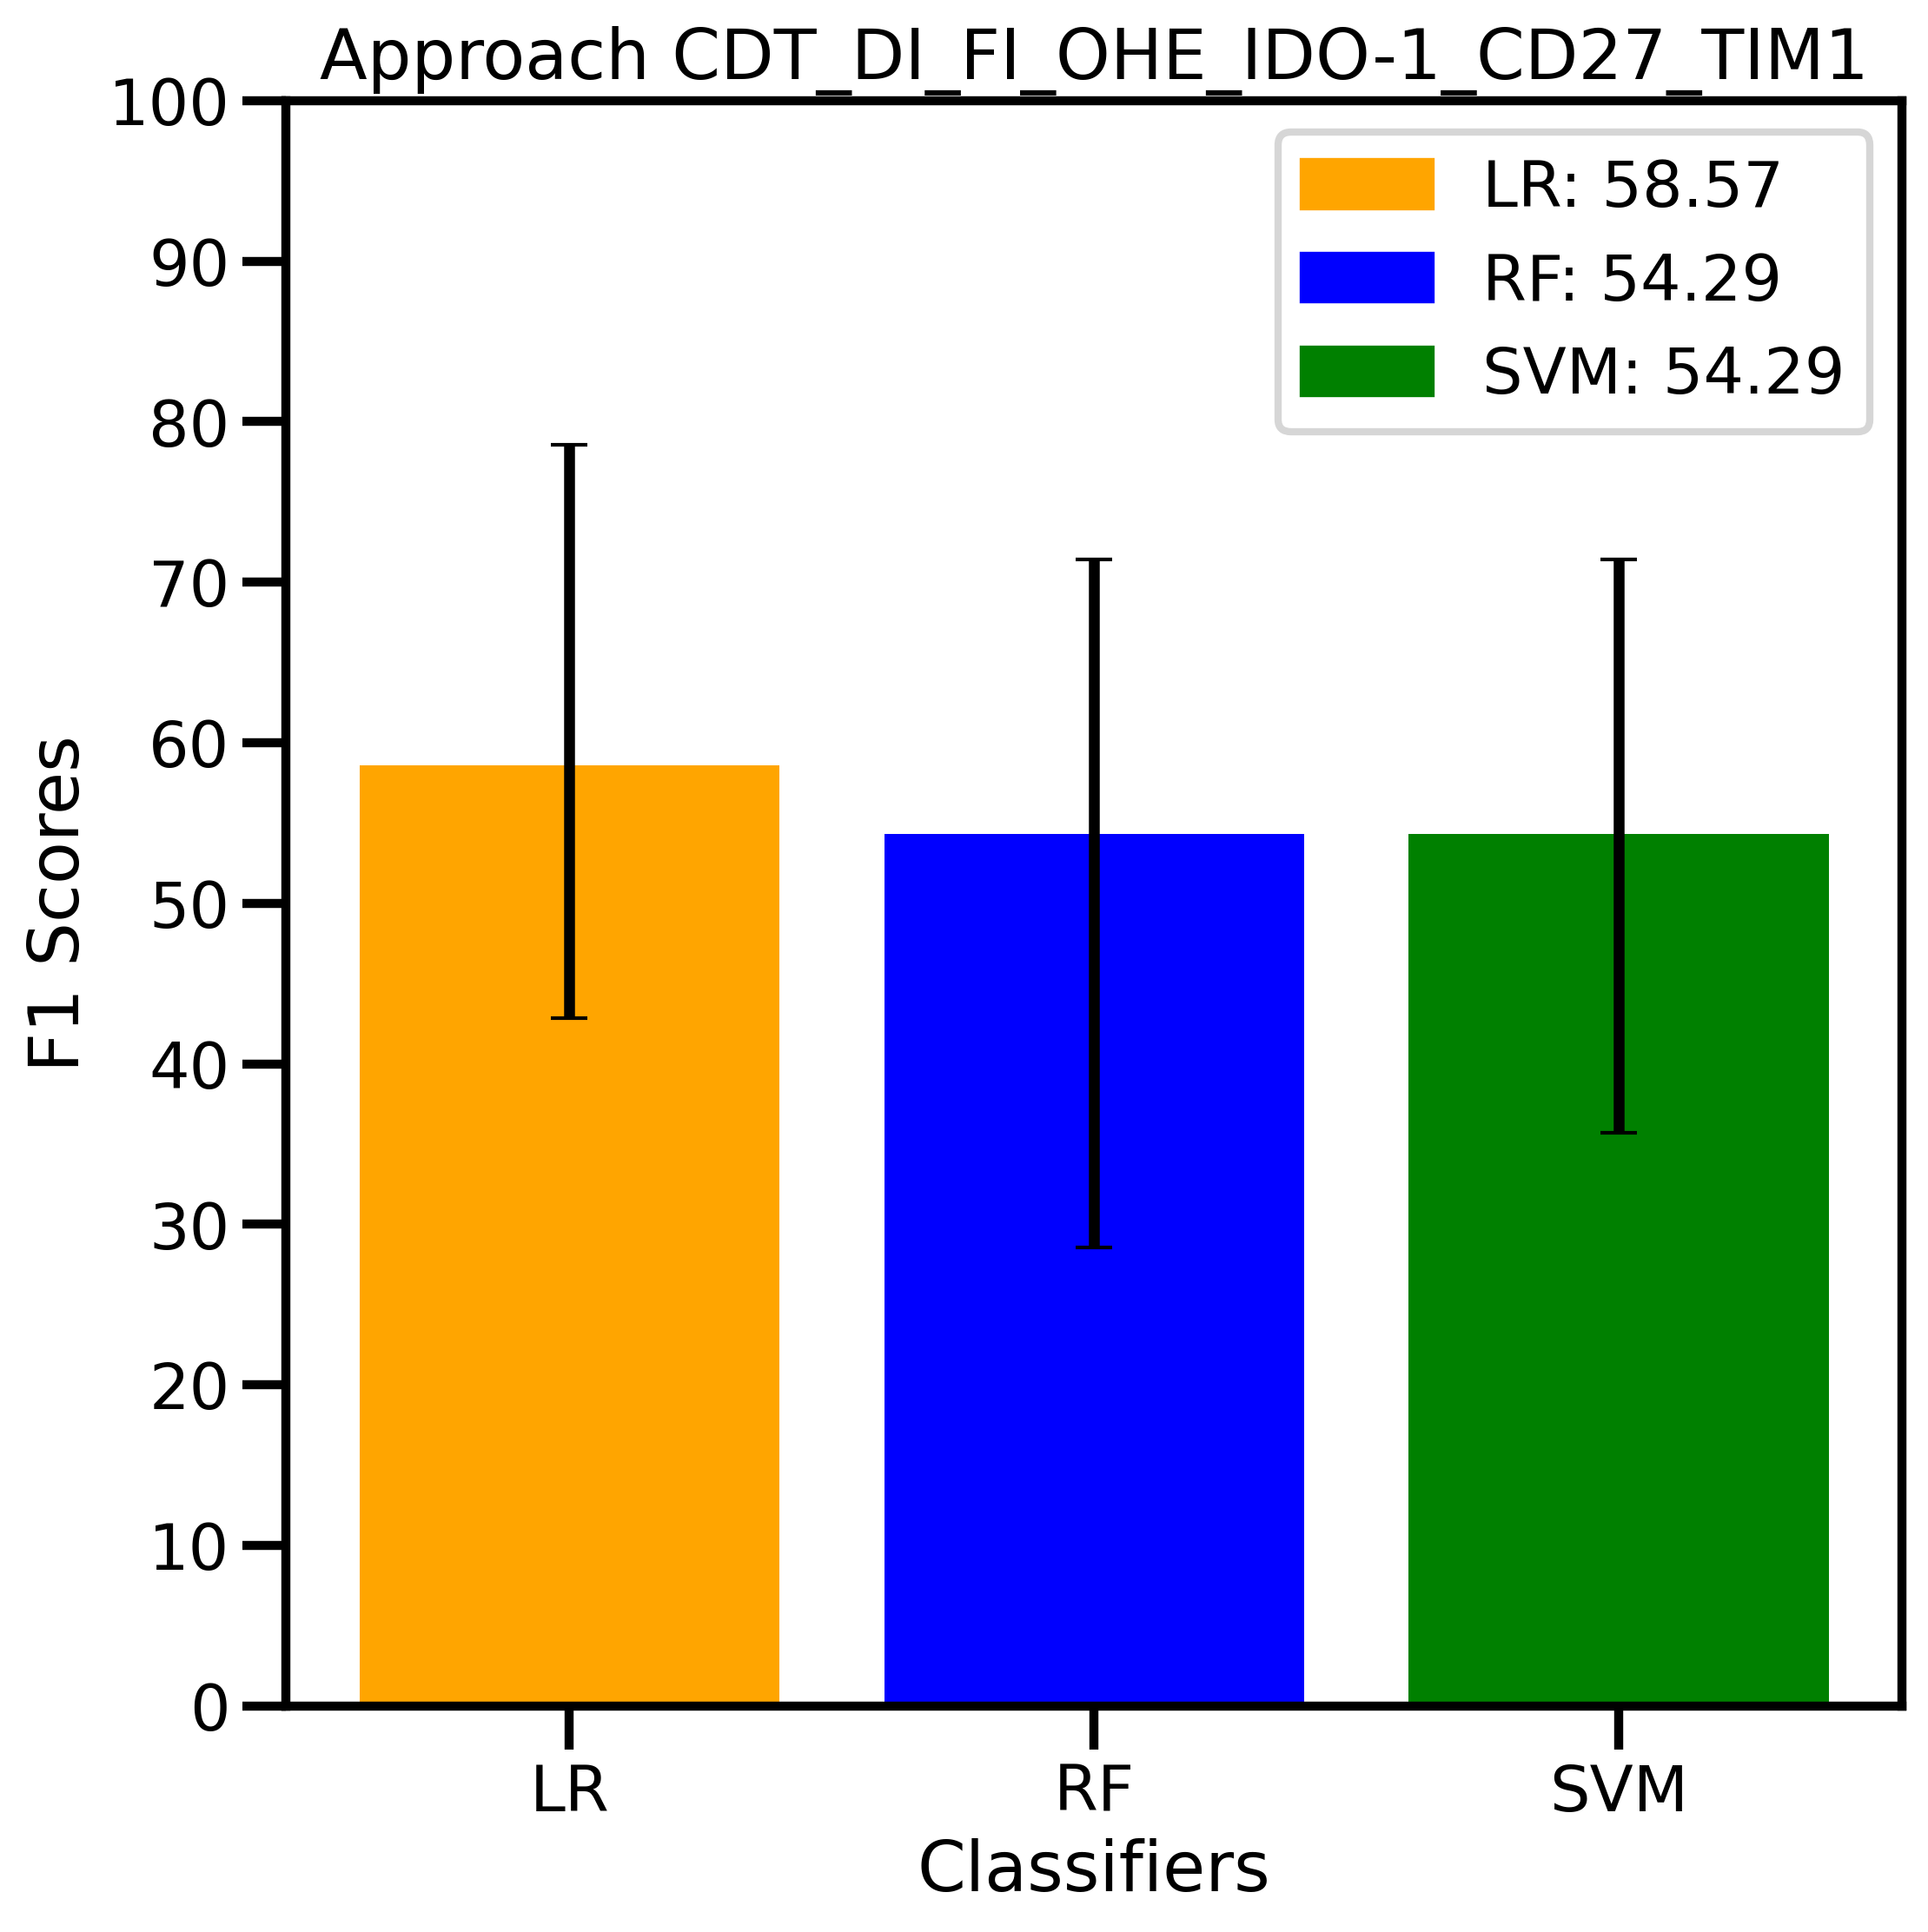 Approach CDT_DI_FI_OHE_IDO-1_CD27_TIM1
100
90
80
70
60
50
40
30
20
10
0
F1 Scores
LR: 58.57
RF: 54.29
SVM: 54.29
LR
RF
SVM
Classifiers